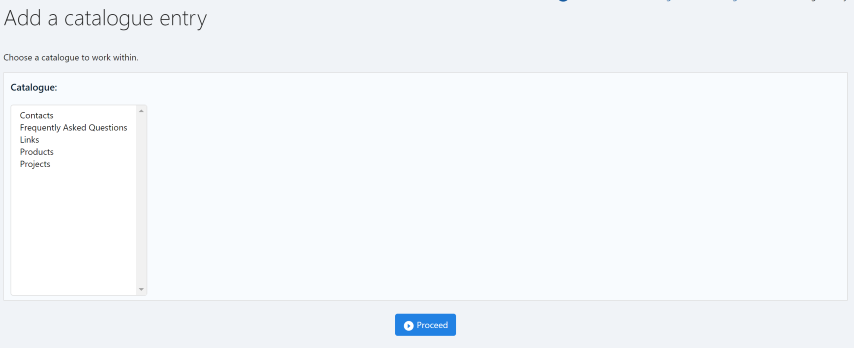 Add a catalogue entry
Choose a catalogue to work within.
Catalogue:
Contacts
Frequently Asked Questions
Links
Products
Projects
Proceed